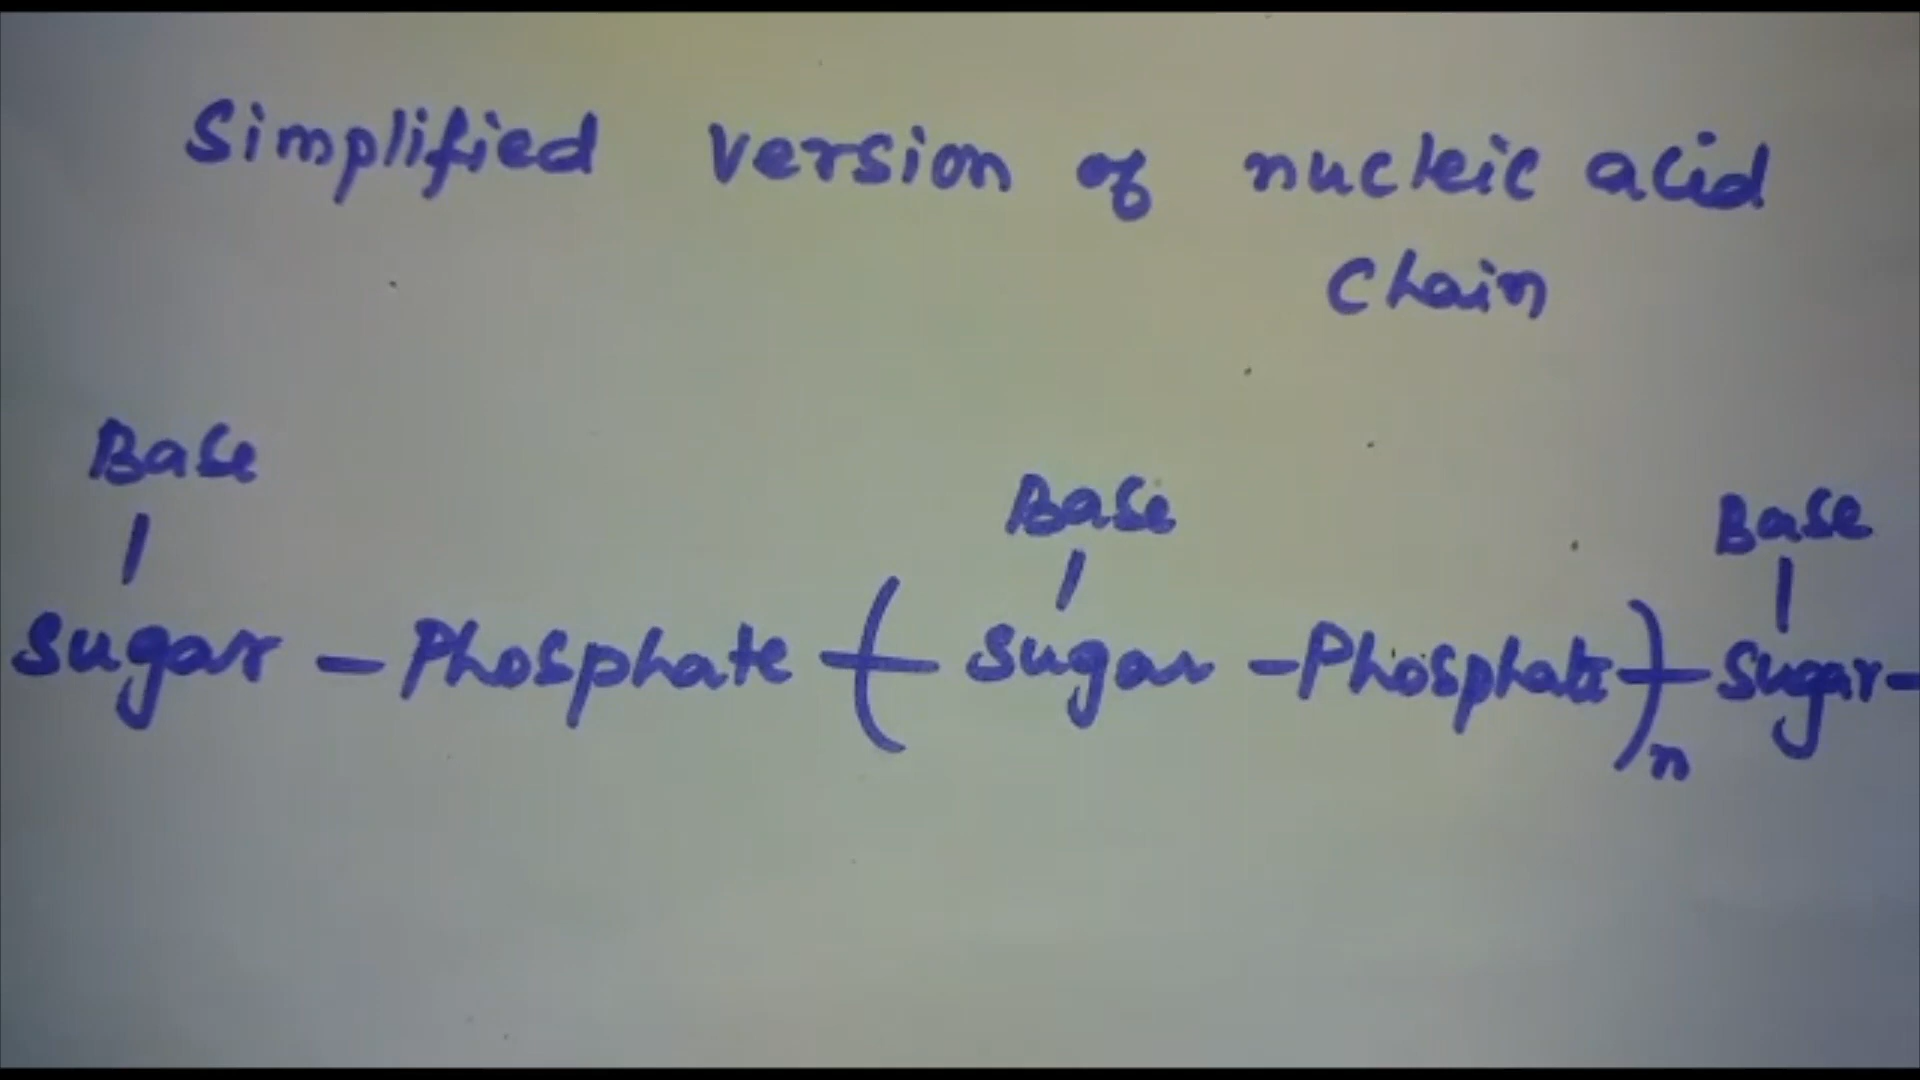 Simplified Version of nucleic acid
Chain
Base Base Base
| | |
Sugar - Phosphate -( Sugar - Phosphate )n- Sugar -